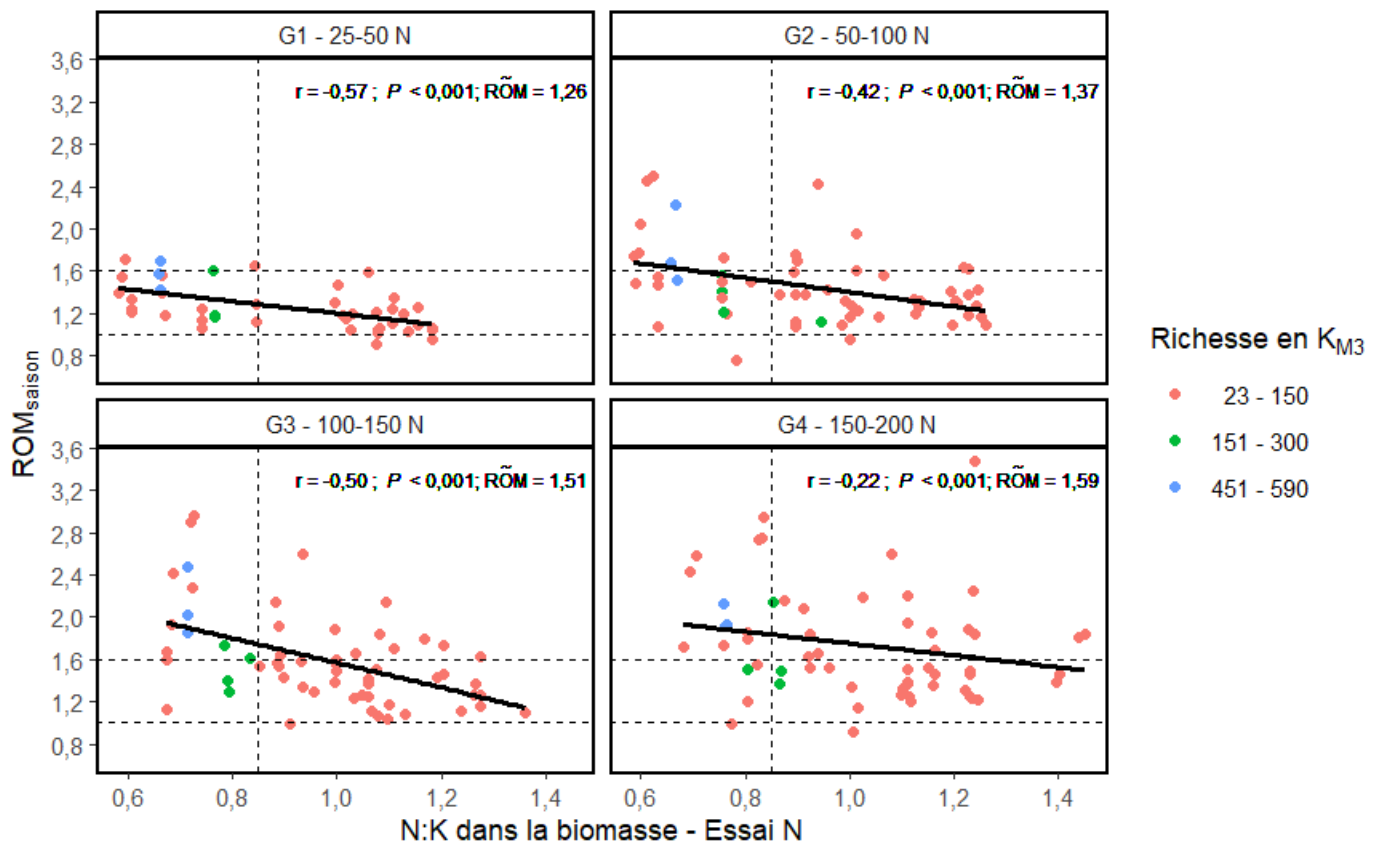 G1 - 25-50 N
G2 - 50-100 N
3,6
3,2
2,8
2,4
2,0
1,6
1,2
0,8
r = -0,57 ; P < 0,001; RÕM = 1,26
r = -0,42 ; P < 0,001; RÕM = 1,37
G3 - 100-150 N
G4 - 150-200 N
3,6
3,2
2,8
2,4
2,0
1,6
1,2
0,8
r = -0,50 ; P < 0,001; RÕM = 1,51
r = -0,22 ; P < 0,001; RÕM = 1,59
ROMsaison
0,6 0,8 1,0 1,2 1,4
0,6 0,8 1,0 1,2 1,4
N:K dans la biomasse - Essai N
Richesse en KM3
23 - 150
151 - 300
451 - 590